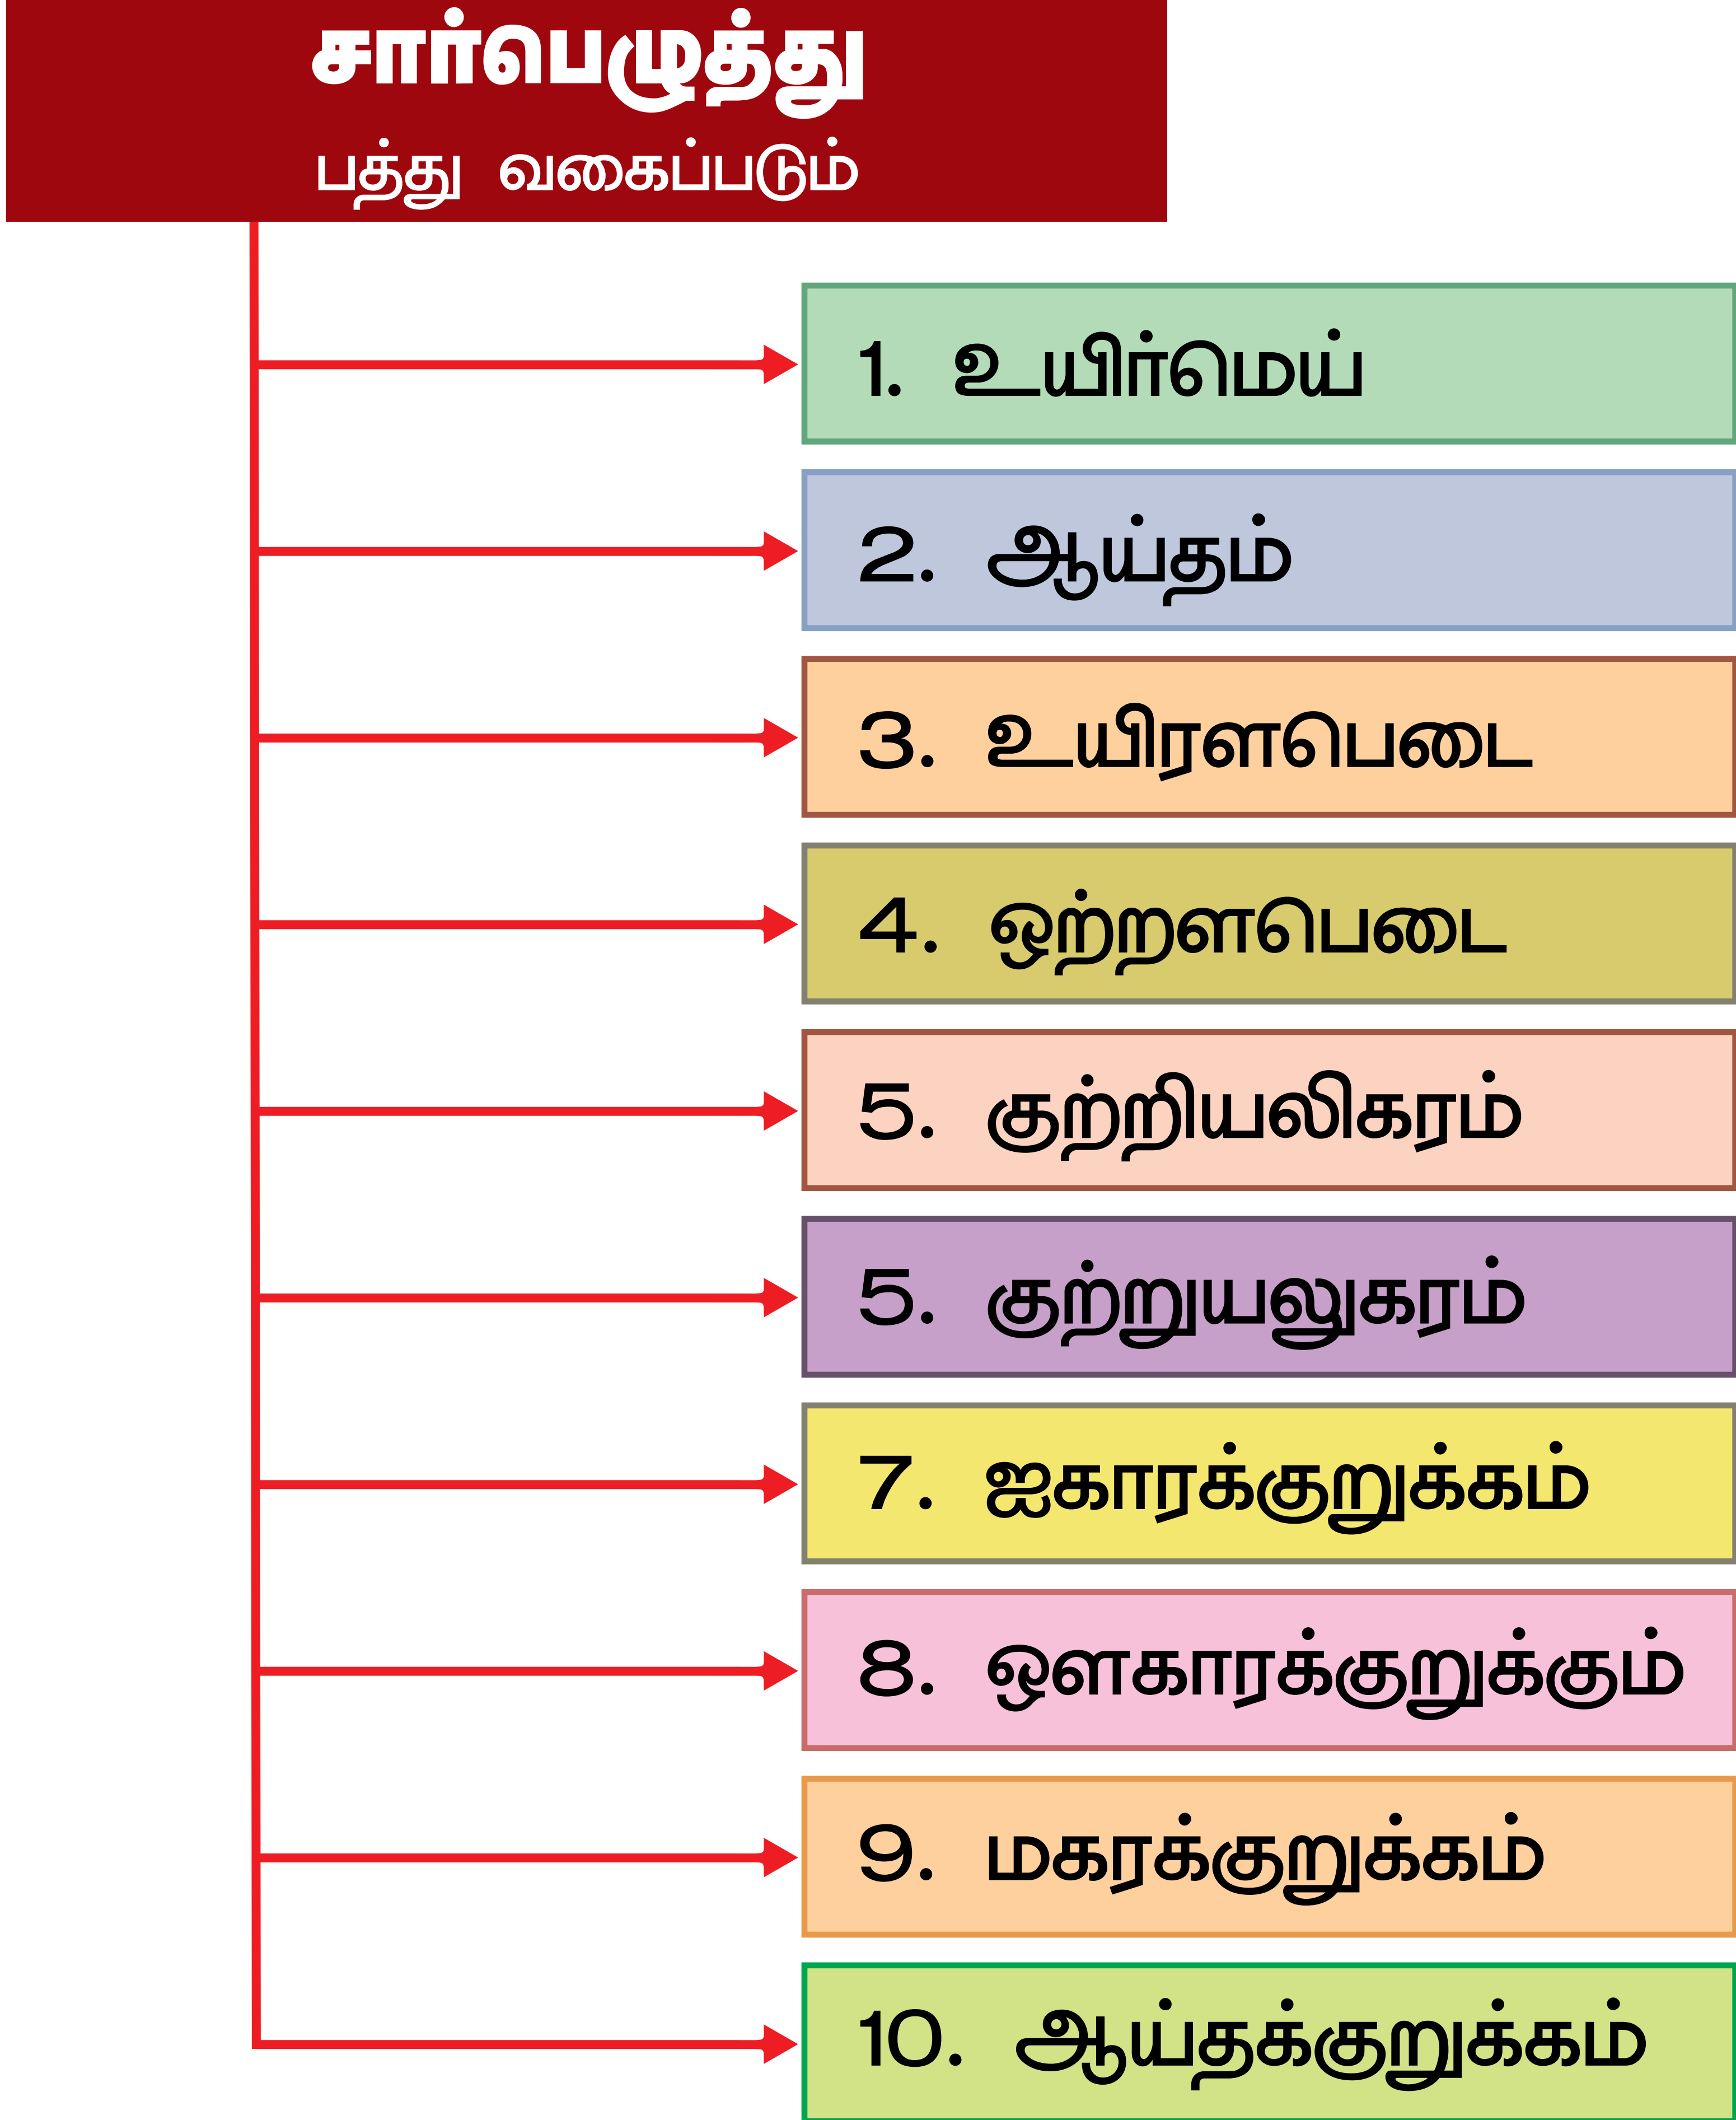 சார்பெழுத்து
பத்து வகைப்படும்
1. உயிர்மெய்
2. ஆய்தம்
3. உயிரளபெடை
4. ஒற்றளபெடை
5. குற்றியலிகரம்
5. குற்றுயலுகரம்
7. ஐகாரக்குறுக்கம்
8. ஔகாரக்குறுக்கும்
9. மகரக்குறுக்கம்
10. ஆய்தக்குறுக்கம்